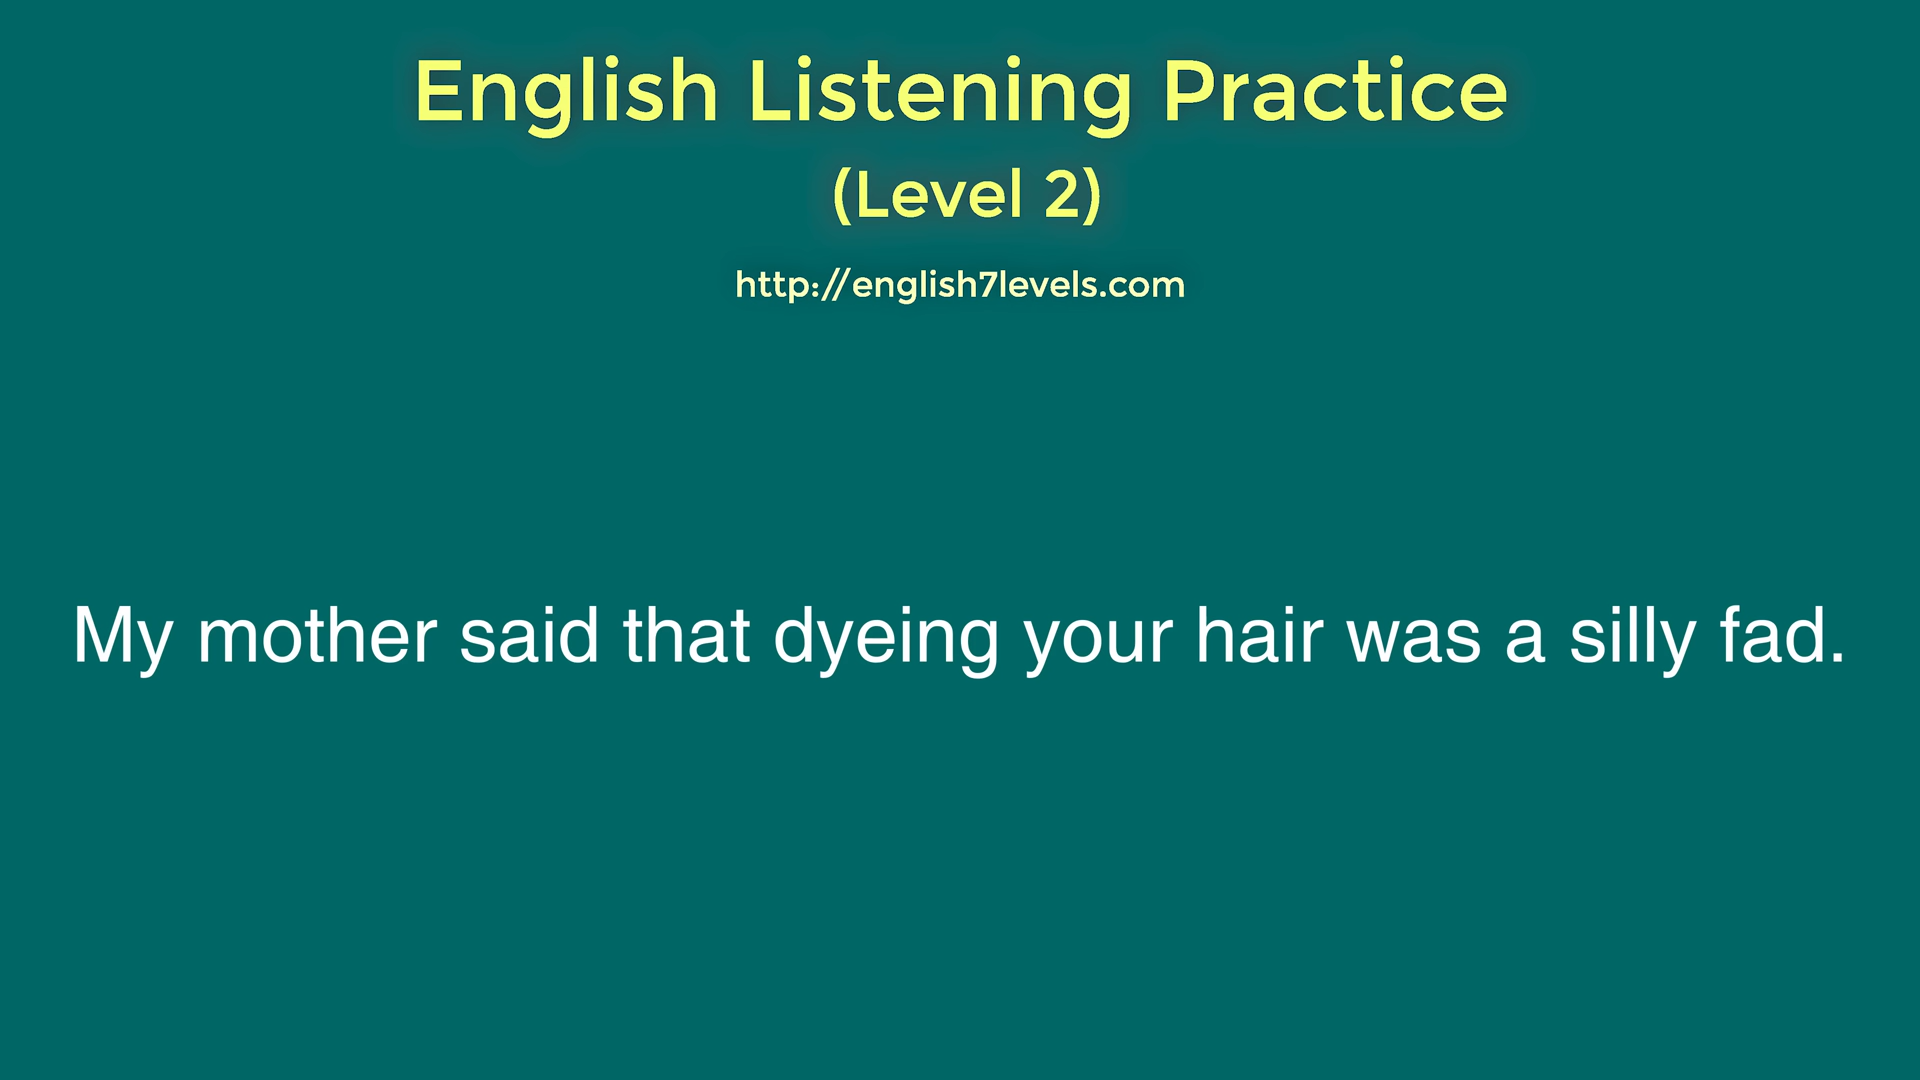 English Listening Practice
(Level 2)
http://english7levels.com
My mother said that dyeing your hair was a silly fad.